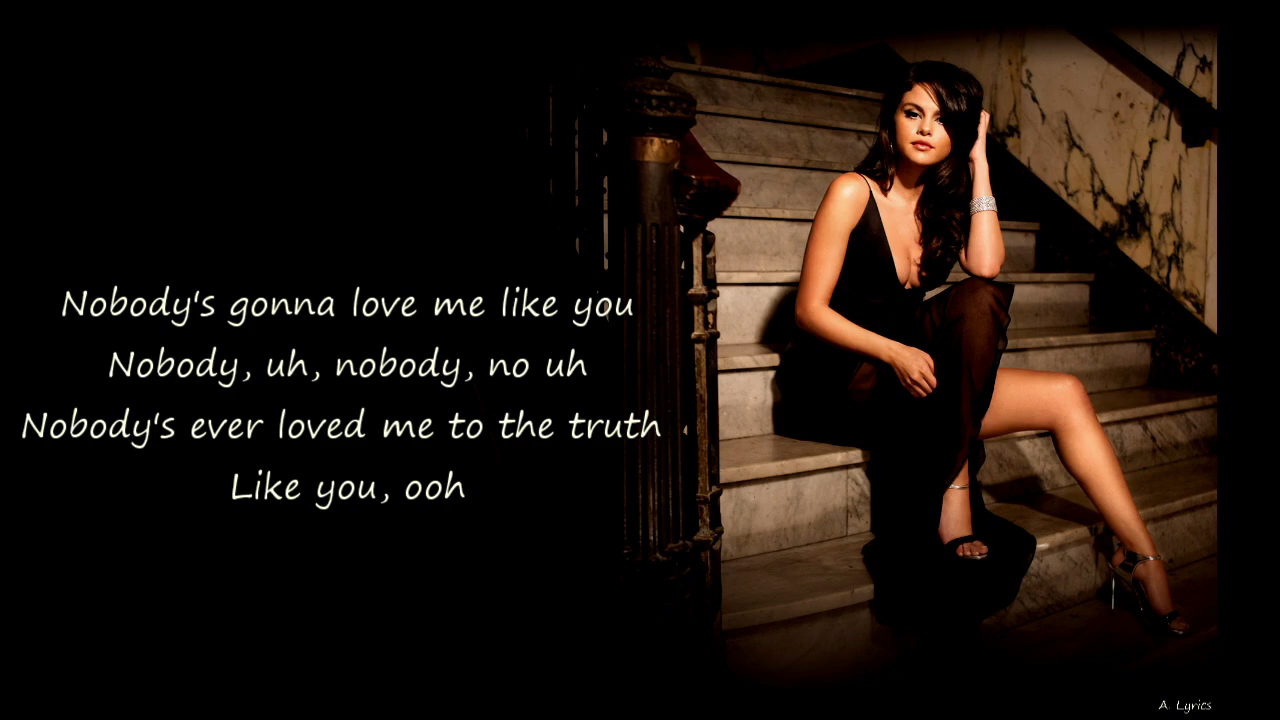 Nobody's gonna love me like you
Nobody, uh, nobody, no uh
Nobody's ever loved me to the truth
Like you, ooh
A. Lyrics